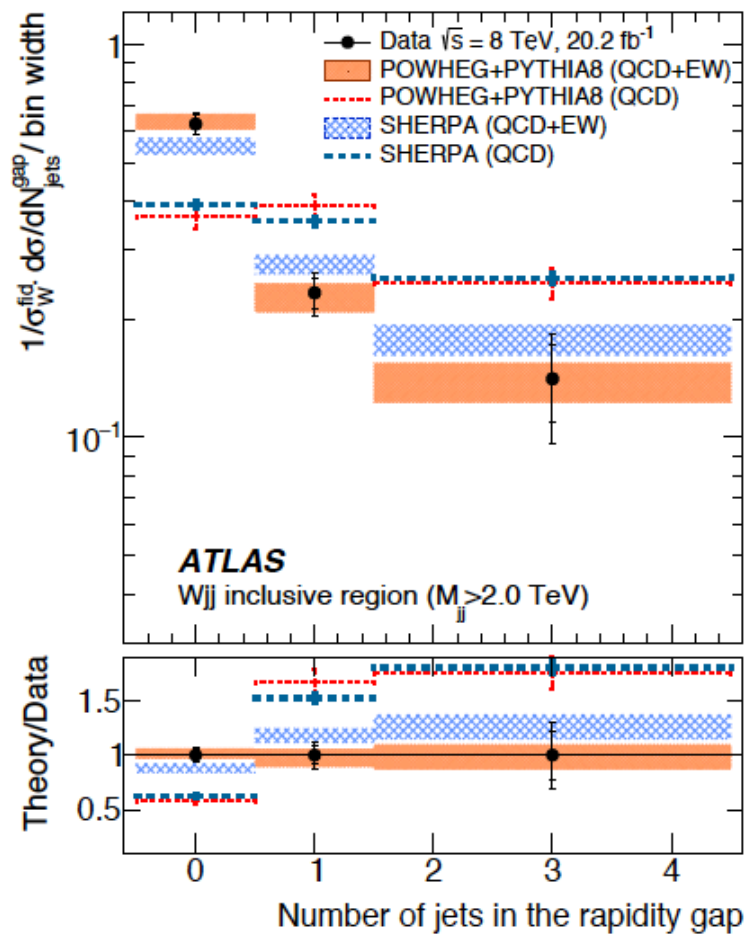 1
Data √s = 8 TeV, 20.2 fb⁻¹
POWHEG+PYTHIA8 (QCD+EW)
POWHEG+PYTHIA8 (QCD)
SHERPA (QCD+EW)
SHERPA (QCD)
1/σ_W^fid. dσ/dN_jets^gap / bin width
10⁻¹
ATLAS
Wjj inclusive region (M_jj>2.0 TeV)
Theory/Data
1.5
1
0.5
0 1 2 3 4
Number of jets in the rapidity gap